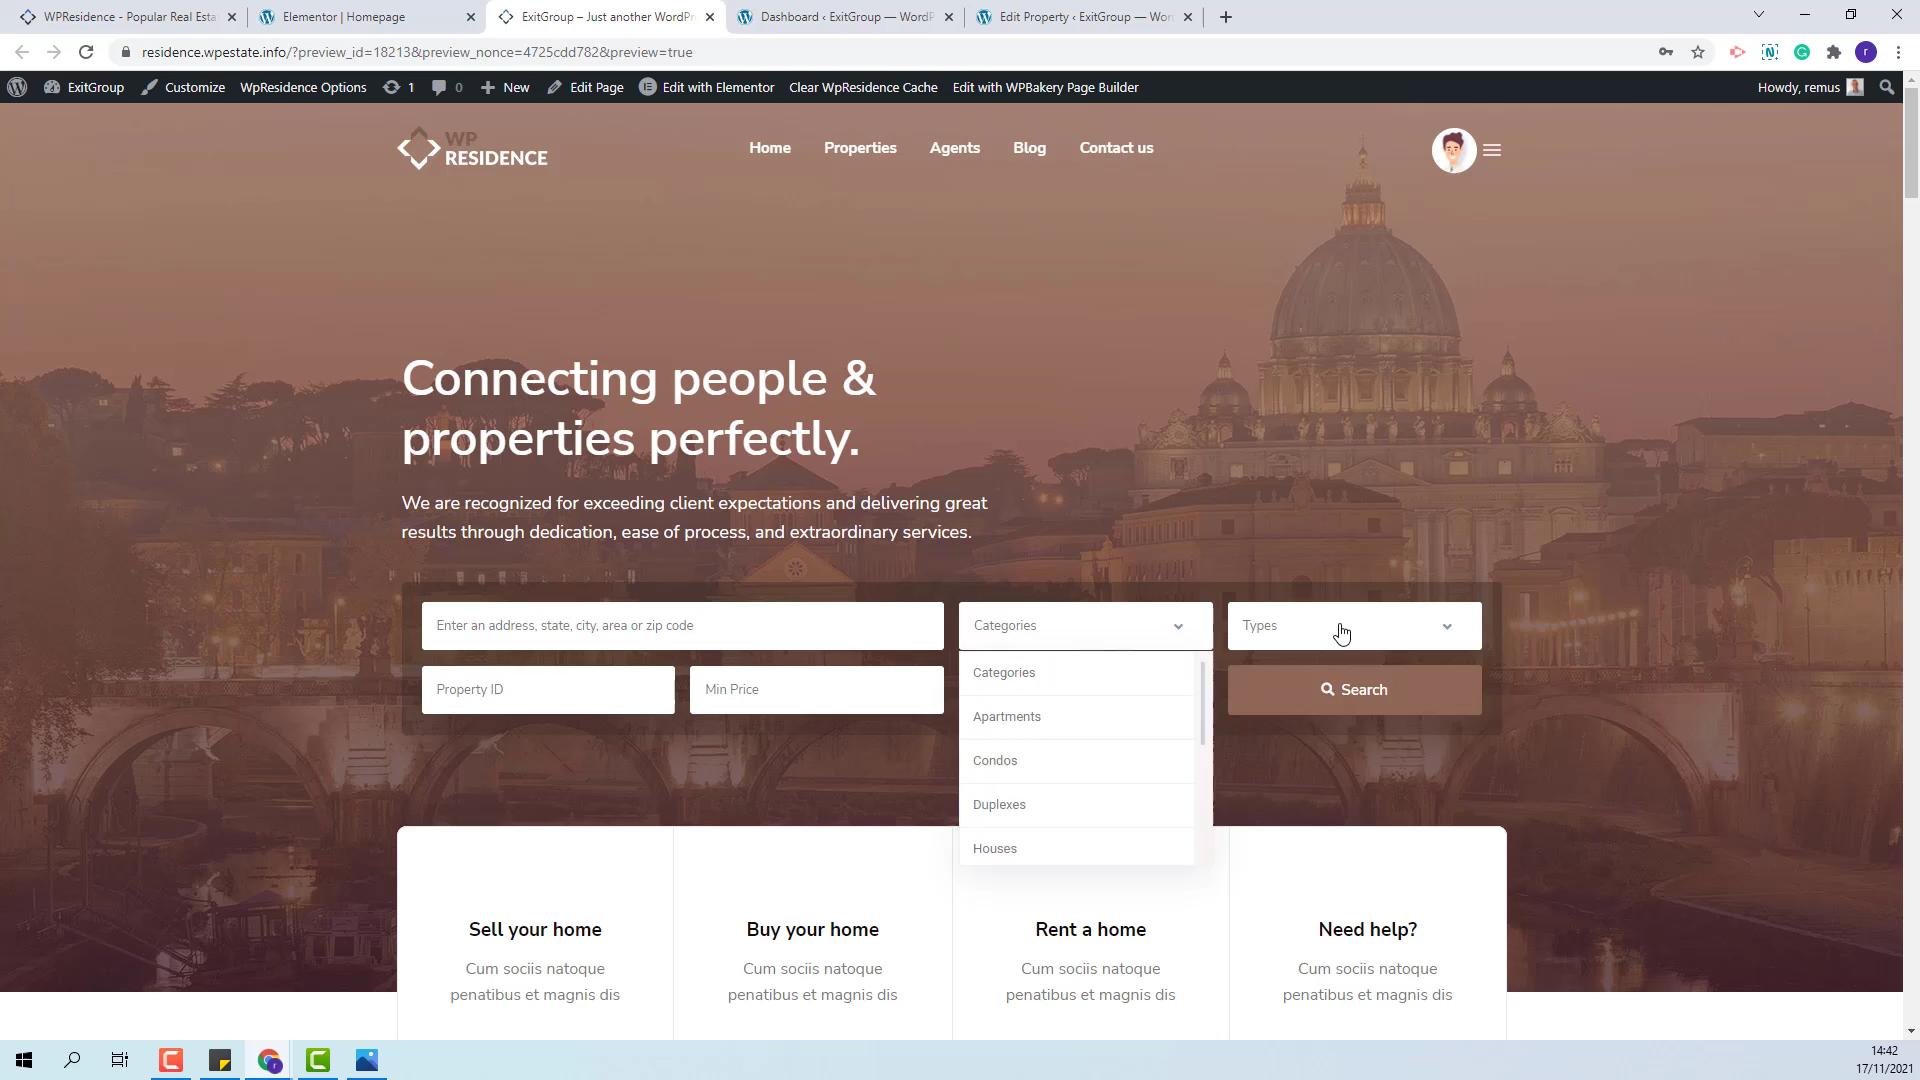 WPResidence - Popular Real Esta
Elementor | Homepage
ExitGroup – Just another WordPr
Dashboard ‹ ExitGroup — WordP
Edit Property ‹ ExitGroup — Wor
residence.wpestate.info/?preview_id=18213&preview_nonce=4725cdd782&preview=true
r
ExitGroup
Customize
WpResidence Options
1
0
New
Edit Page
Edit with Elementor
Clear WpResidence Cache
Edit with WPBakery Page Builder
Howdy, remus
WP
RESIDENCE
Home
Properties
Agents
Blog
Contact us
Connecting people &
properties perfectly.
We are recognized for exceeding client expectations and delivering great
results through dedication, ease of process, and extraordinary services.
Enter an address, state, city, area or zip code
Categories
Types
Property ID
Min Price
Search
Categories
Apartments
Condos
Duplexes
Houses
Sell your home
Cum sociis natoque
penatibus et magnis dis
Buy your home
Cum sociis natoque
penatibus et magnis dis
Rent a home
Cum sociis natoque
penatibus et magnis dis
Need help?
Cum sociis natoque
penatibus et magnis dis
14:42
17/11/2021